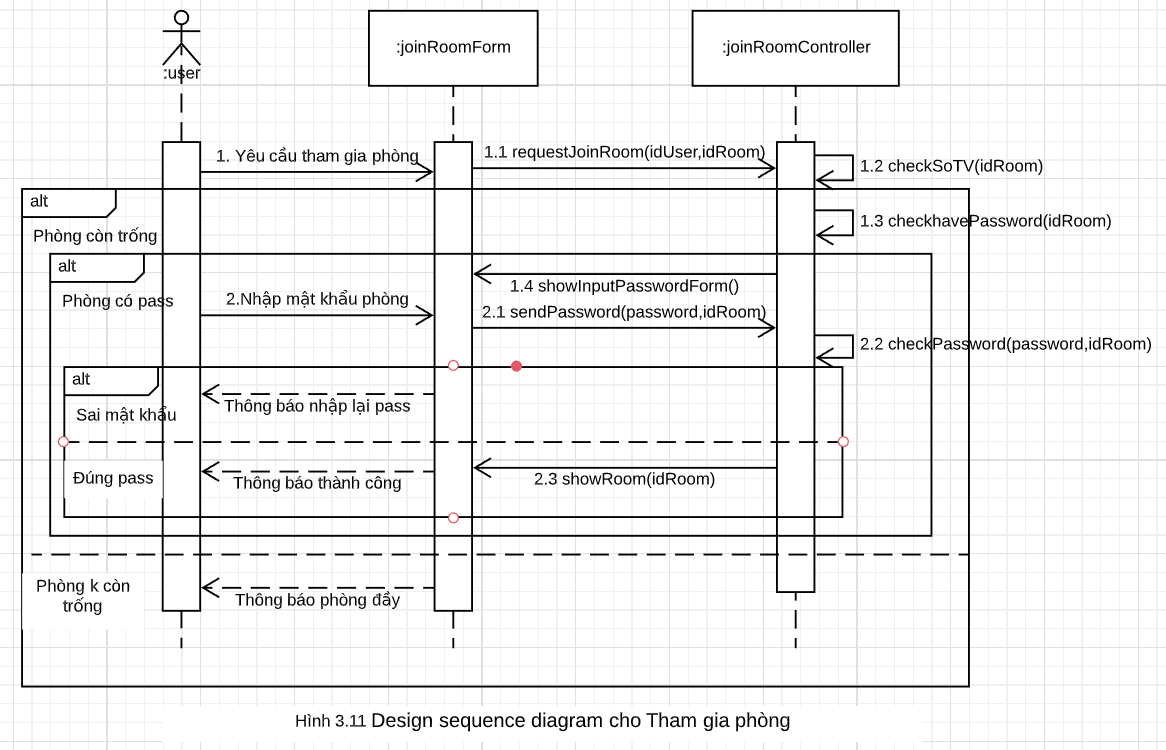 :user
:joinRoomForm
:joinRoomController
1. Yêu cầu tham gia phòng
1.1 requestJoinRoom(idUser,idRoom)
1.2 checkSoTV(idRoom)
alt
Phòng còn trống
1.3 checkhavePassword(idRoom)
alt
Phòng có pass
1.4 showInputPasswordForm()
2.Nhập mật khẩu phòng
2.1 sendPassword(password,idRoom)
2.2 checkPassword(password,idRoom)
alt
Sai mật khẩu
Thông báo nhập lại pass
Đúng pass
Thông báo thành công
2.3 showRoom(idRoom)
Phòng k còn
trống
Thông báo phòng đầy
Hình 3.11 Design sequence diagram cho Tham gia phòng